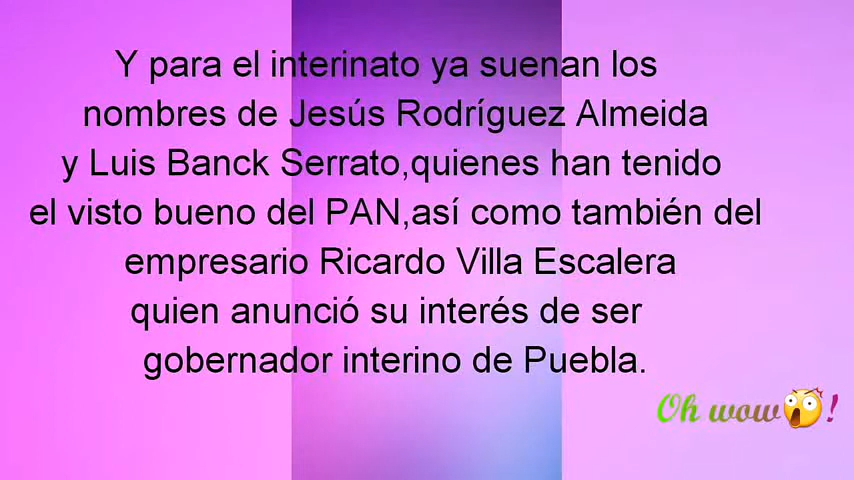 Y para el interinato ya suenan los
nombres de Jesús Rodríguez Almeida
y Luis Banck Serrato,quienes han tenido
el visto bueno del PAN,así como también del
empresario Ricardo Villa Escalera
quien anunció su interés de ser
gobernador interino de Puebla.
Oh wow😲!